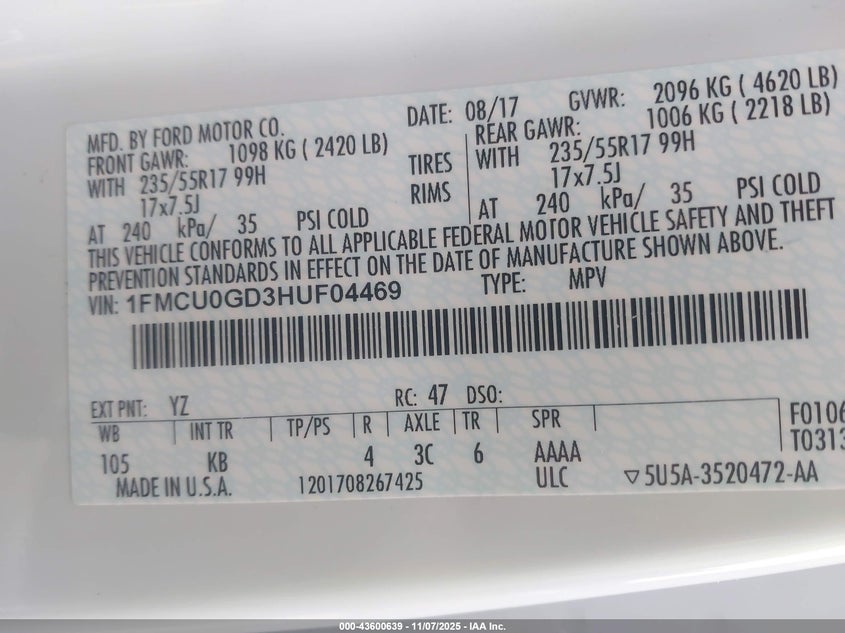 MFD. BY FORD MOTOR CO. DATE: 08/17 GVWR: 2096 KG ( 4620 LB)
FRONT GAWR: 1098 KG ( 2420 LB) REAR GAWR: 1006 KG ( 2218 LB)
WITH 235/55R17 99H TIRES WITH 235/55R17 99H
17x7.5J RIMS 17x7.5J
AT 240 kPa/ 35 PSI COLD AT 240 kPa/ 35 PSI COLD
THIS VEHICLE CONFORMS TO ALL APPLICABLE FEDERAL MOTOR VEHICLE SAFETY AND THEFT
PREVENTION STANDARDS IN EFFECT ON THE DATE OF MANUFACTURE SHOWN ABOVE.
VIN: 1FMCU0GD3HUF04469 TYPE: MPV
EXT PNT: YZ RC: 47 DSO:
WB INT TR TP/PS R AXLE TR SPR F0106
105 KB 4 3C 6 AAAA T0313
MADE IN U.S.A. 1201708267425 ULC ▽5U5A-3520472-AA
000-43600639 - 11/07/2025 - IAA Inc.